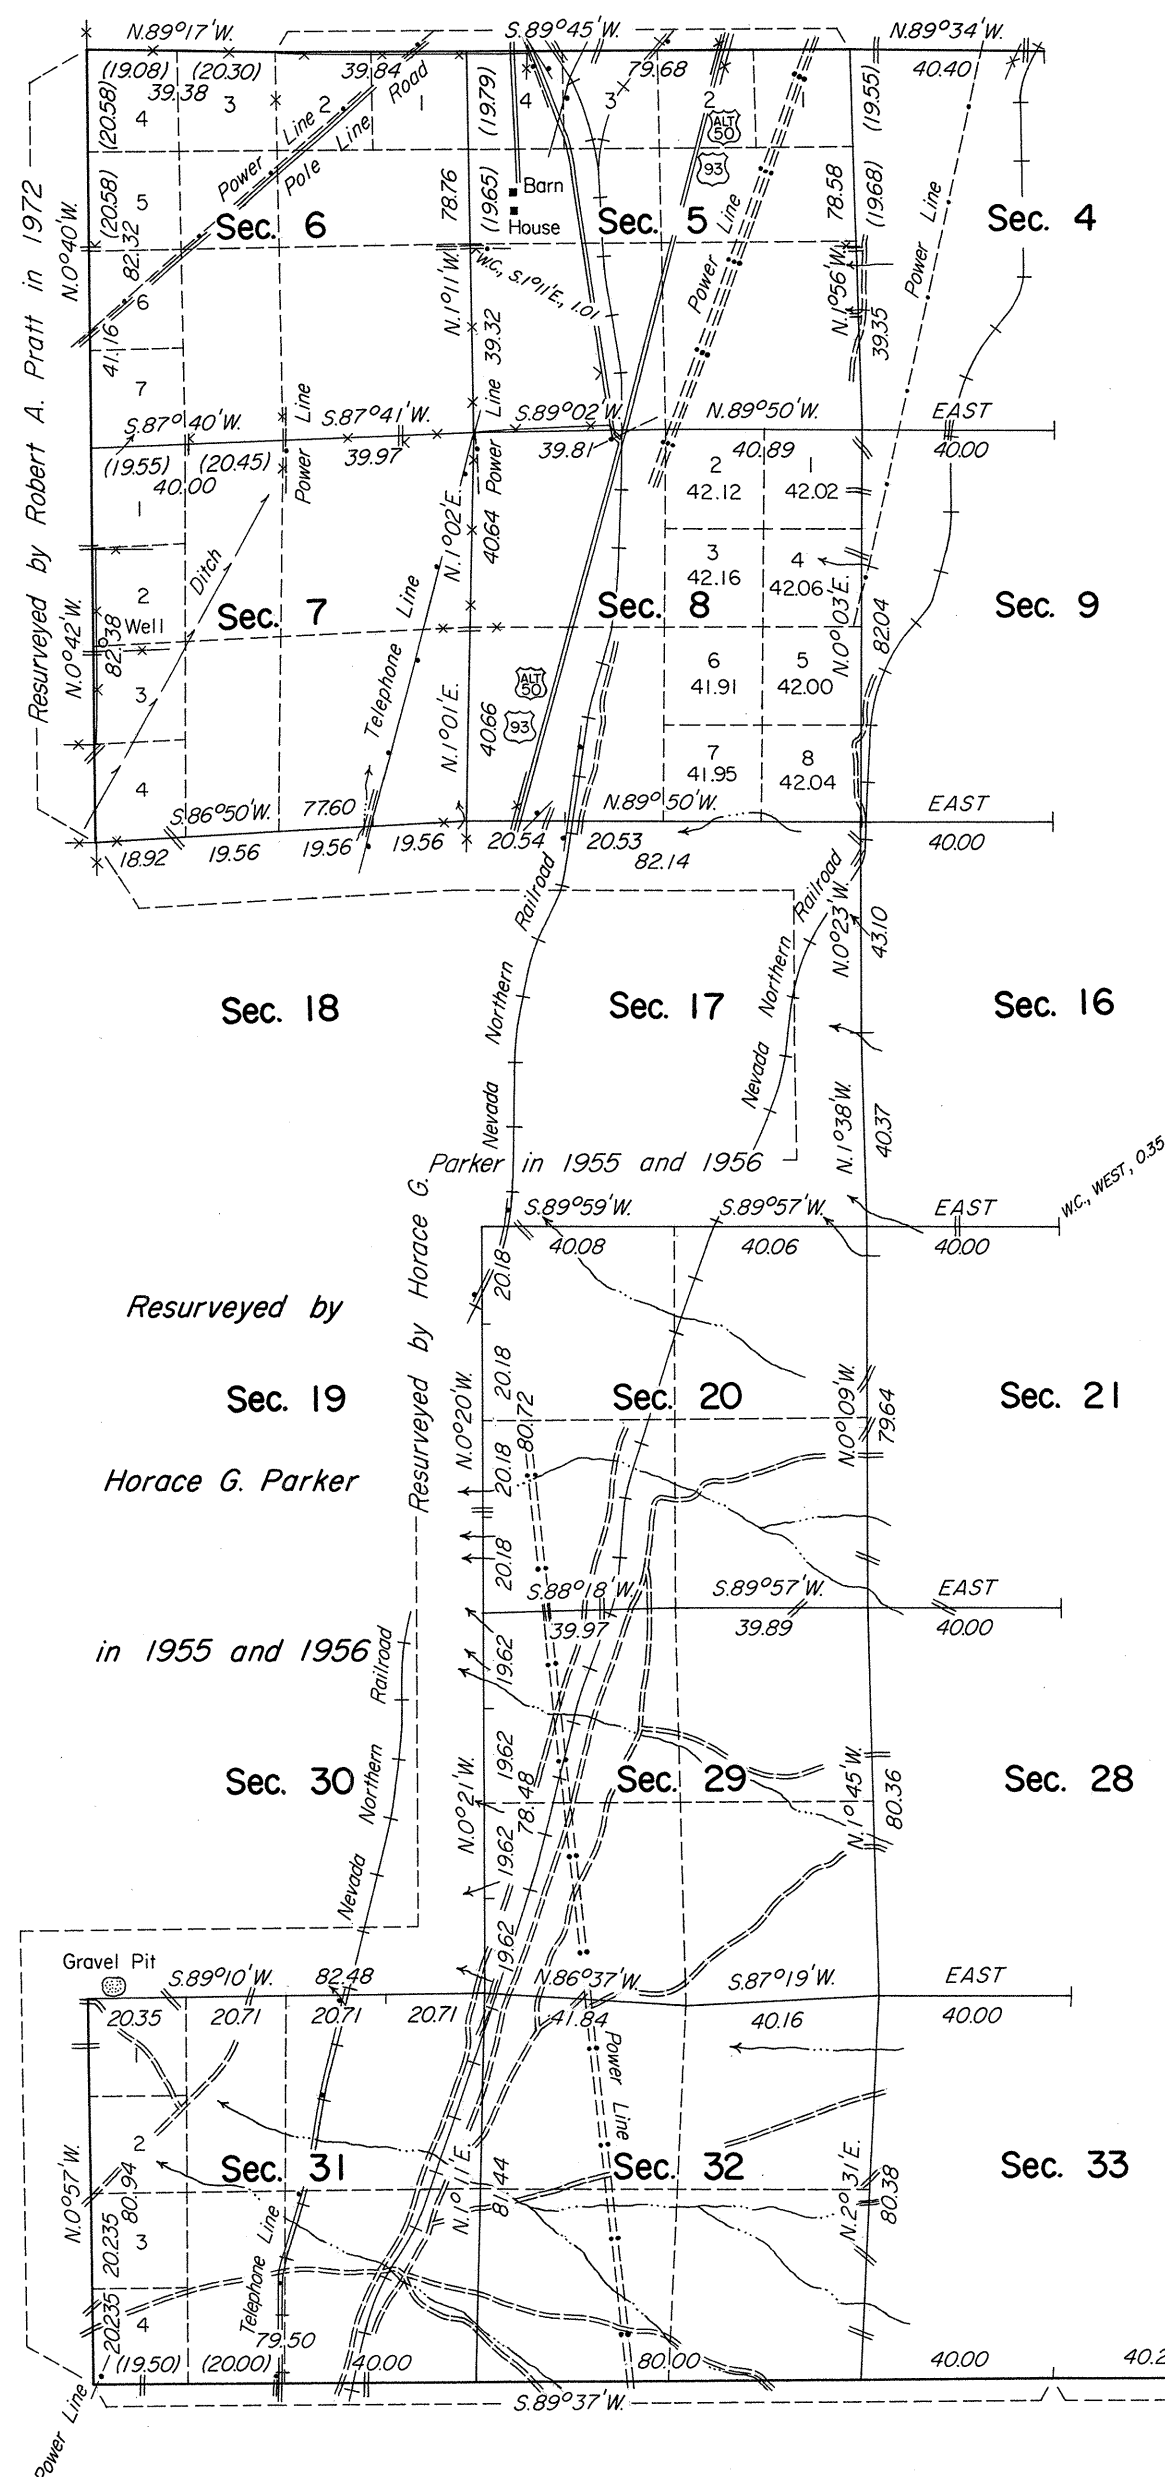 N.89°17'W. S.89°45'W. N.89°34'W.
(19.08) (20.30) 39.84 79.68 40.40
39.38
4 3 2 1 4 3 2 1
(20.58) (19.79) (19.55)
Road
Power Line
Pole Line
ALT 50
93
Resurveyed by Robert A. Pratt in 1972
N.0°40'W.
(20.58)
82.32
5
Sec. 6
78.76
(19.65)
Barn
House
Sec. 5
Power Line
78.58
(19.68)
Power Line
Sec. 4
W.C., S.1°11'E., 1.01
N.1°11'W.
N.1°56'W.
6
41.16
39.32
39.35
7
Line
Power
Line
Power
S.87°40'W. S.87°41'W. S.89°02'W. N.89°50'W. EAST
(19.55) (20.45) 39.97 39.81 40.89 40.00
40.00
2 1
42.12 42.02
1
N.1°02'E.
40.64
3 4
42.16 42.06
Ditch
2
Well
Sec. 7
Telephone Line
Sec. 8
N.0°03'E.
82.04
Sec. 9
N.0°42'W.
82.38
6 5
41.91 42.00
3
ALT 50
93
N.1°01'E.
40.66
7 8
41.95 42.04
4
S.86°50'W. 77.60 N.89°50'W. EAST
18.92 19.56 19.56 19.56 20.54 20.53 40.00
82.14
Nevada Northern Railroad
Nevada Northern Railroad
N.0°23'W.
43.10
Sec. 18 Sec. 17 Sec. 16
N.1°38'W.
40.37
Parker in 1955 and 1956
W.C., WEST, 0.35
S.89°59'W. S.89°57'W. EAST
40.08 40.06 40.00
20.18
Resurveyed by
Resurveyed by Horace G.
20.18
80.72
N.0°20'W.
Sec. 19 Sec. 20 Sec. 21
N.0°09'W.
79.64
20.18
Horace G. Parker
20.18
S.88°18'W. S.89°57'W. EAST
39.97 39.89 40.00
in 1955 and 1956
Nevada Northern Railroad
19.62
19.62
78.48
N.0°21'W.
Sec. 30 Sec. 29 Sec. 28
N.1°45'W.
80.36
19.62
19.62
Gravel Pit
S.89°10'W. 82.48 N.86°37'W. S.87°19'W. EAST
20.35 20.71 20.71 20.71 41.84 40.16 40.00
1
Power Line
2
N.0°57'W.
80.94
Sec. 31 Sec. 32 Sec. 33
N.0°11'E.
81.44
N.2°31'E.
80.38
20.235
3
Telephone Line
20.235
4
79.50
(19.50) (20.00) 40.00 80.00 40.00 40.2
S.89°37'W.
Power Line